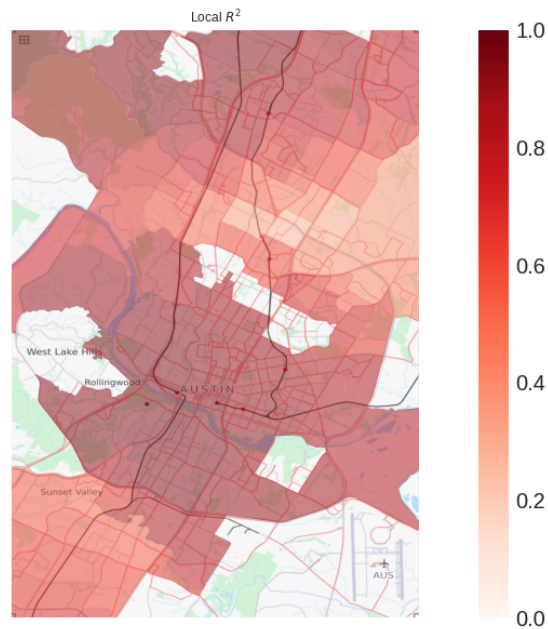 Local R²
1.0
0.8
0.6
0.4
0.2
0.0
West Lake Hills
Rollingwood
AUSTIN
Sunset Valley
AUS